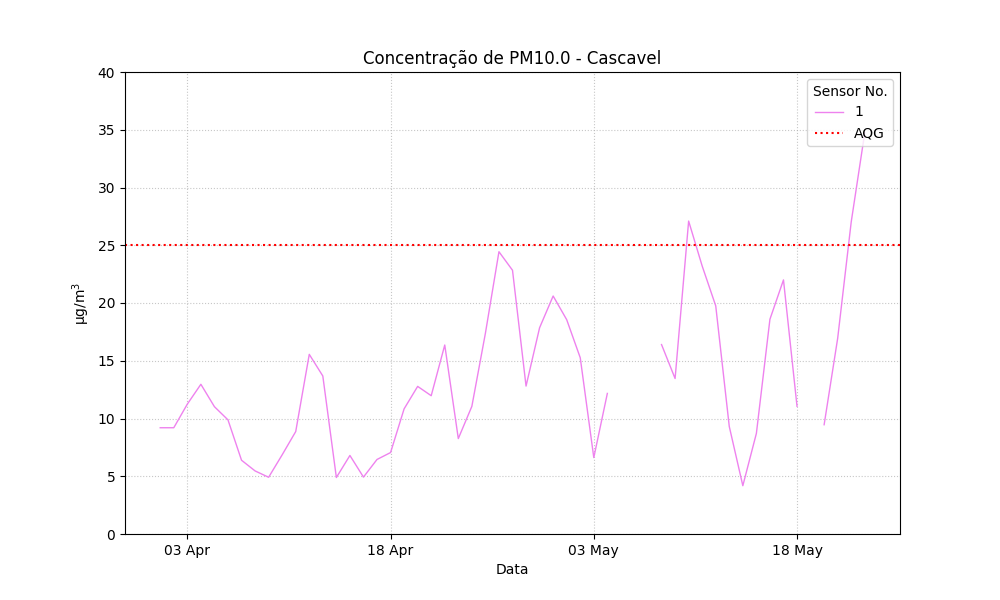 Concentração de PM10.0 - Cascavel
40
35
30
25
20
15
10
5
0
µg/m³
Sensor No.
1
AQG
03 Apr
18 Apr
03 May
18 May
Data